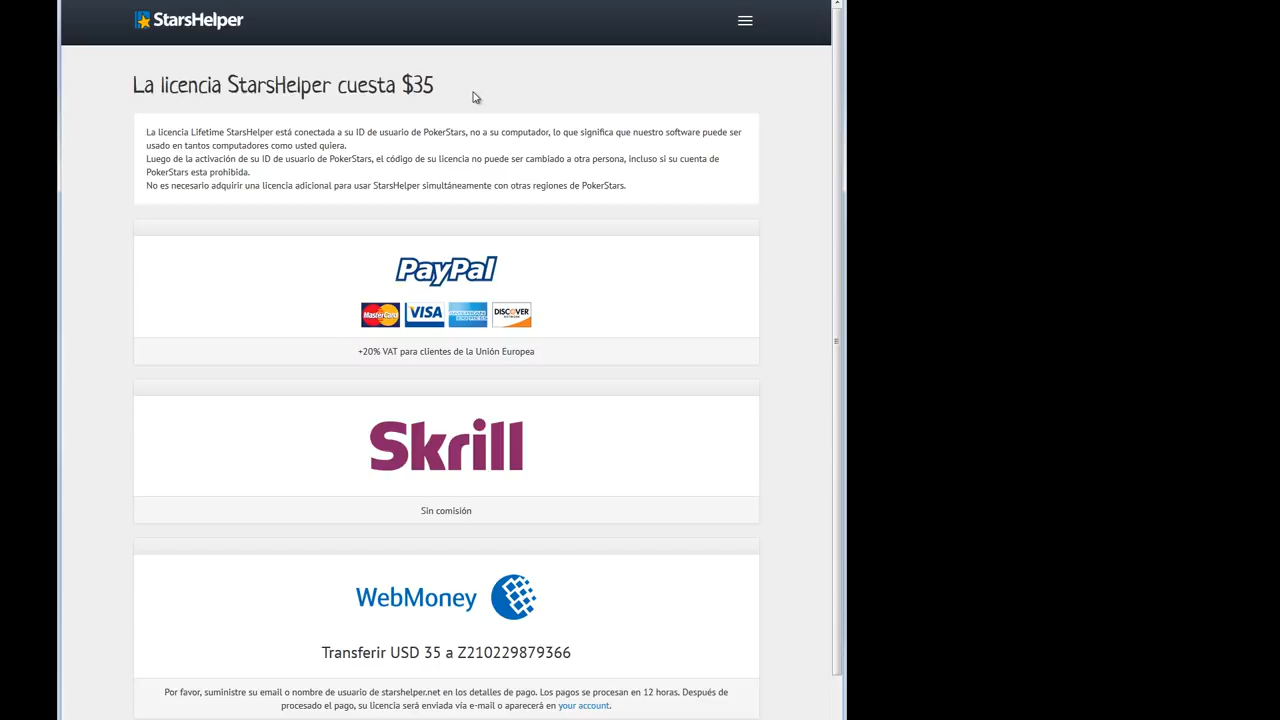 StarsHelper
La licencia StarsHelper cuesta $35
La licencia Lifetime StarsHelper está conectada a su ID de usuario de PokerStars, no a su computador, lo que significa que nuestro software puede ser
usado en tantos computadores como usted quiera.
Luego de la activación de su ID de usuario de PokerStars, el código de su licencia no puede ser cambiado a otra persona, incluso si su cuenta de
PokerStars esta prohibida.
No es necesario adquirir una licencia adicional para usar StarsHelper simultáneamente con otras regiones de PokerStars.
PayPal
MasterCard VISA DISCOVER
+20% VAT para clientes de la Unión Europea
Skrill
Sin comisión
WebMoney
Transferir USD 35 a Z210229879366
Por favor, suministre su email o nombre de usuario de starshelper.net en los detalles de pago. Los pagos se procesan en 12 horas. Después de
procesado el pago, su licencia será enviada vía e-mail o aparecerá en your account.